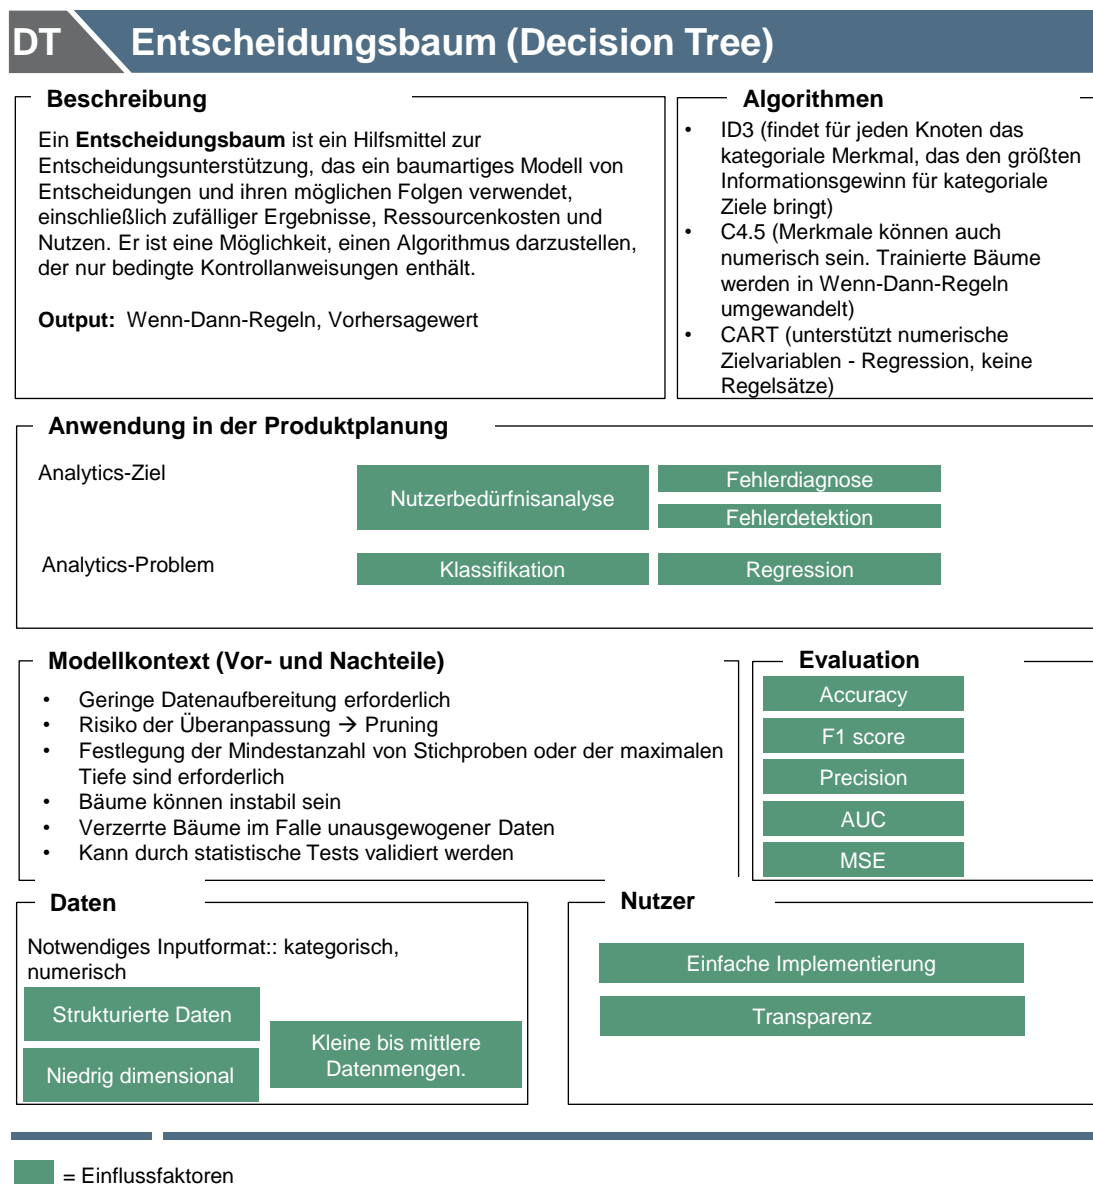 DT Entscheidungsbaum (Decision Tree)
Beschreibung
Ein Entscheidungsbaum ist ein Hilfsmittel zur
Entscheidungsunterstützung, das ein baumartiges Modell von
Entscheidungen und ihren möglichen Folgen verwendet,
einschließlich zufälliger Ergebnisse, Ressourcenkosten und
Nutzen. Er ist eine Möglichkeit, einen Algorithmus darzustellen,
der nur bedingte Kontrollanweisungen enthält.
Output: Wenn-Dann-Regeln, Vorhersagewert
Algorithmen
• ID3 (findet für jeden Knoten das
kategoriale Merkmal, das den größten
Informationsgewinn für kategoriale
Ziele bringt)
• C4.5 (Merkmale können auch
numerisch sein. Trainierte Bäume
werden in Wenn-Dann-Regeln
umgewandelt)
• CART (unterstützt numerische
Zielvariablen - Regression, keine
Regelsätze)
Anwendung in der Produktplanung
Analytics-Ziel
Nutzerbedürfnisanalyse
Fehlerdiagnose
Fehlerdetektion
Analytics-Problem
Klassifikation
Regression
Modellkontext (Vor- und Nachteile)
• Geringe Datenaufbereitung erforderlich
• Risiko der Überanpassung → Pruning
• Festlegung der Mindestanzahl von Stichproben oder der maximalen
Tiefe sind erforderlich
• Bäume können instabil sein
• Verzerrte Bäume im Falle unausgewogener Daten
• Kann durch statistische Tests validiert werden
Evaluation
Accuracy
F1 score
Precision
AUC
MSE
Daten
Notwendiges Inputformat:: kategorisch,
numerisch
Strukturierte Daten
Niedrig dimensional
Kleine bis mittlere
Datenmengen.
Nutzer
Einfache Implementierung
Transparenz
= Einflussfaktoren